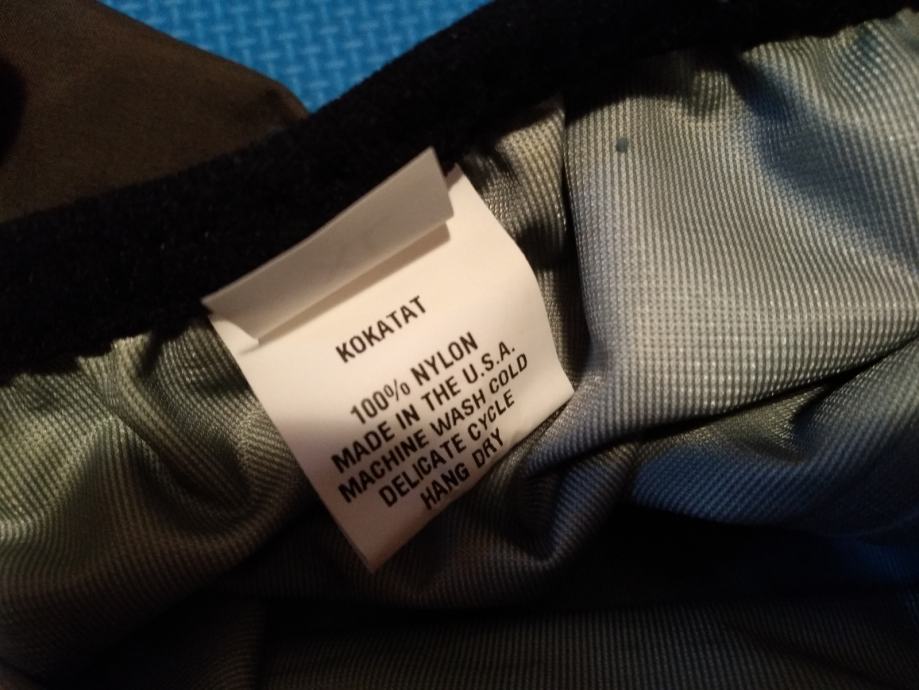 KOKATAT
100% NYLON
MADE IN THE U.S.A.
MACHINE WASH COLD
DELICATE CYCLE
HANG DRY